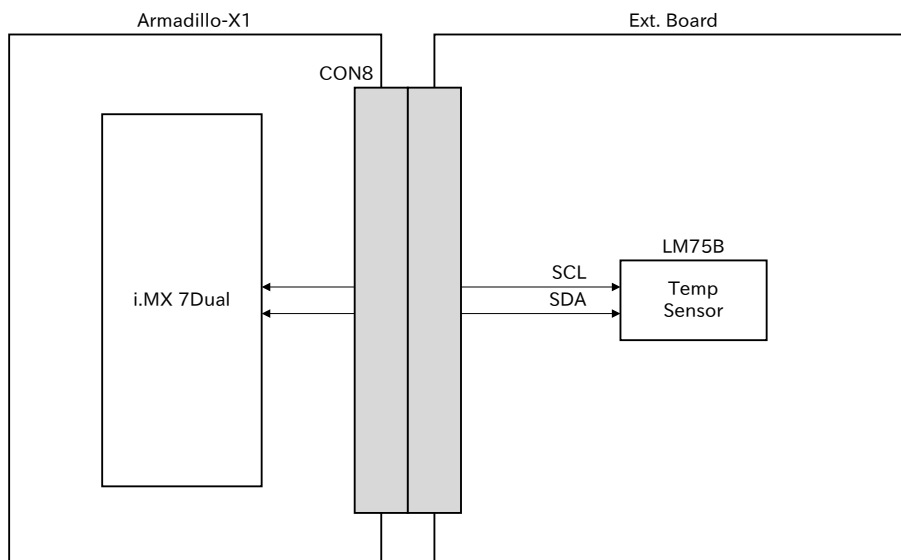 Armadillo-X1
Ext. Board
CON8
LM75B
SCL
i.MX 7Dual
SDA
Temp
Sensor